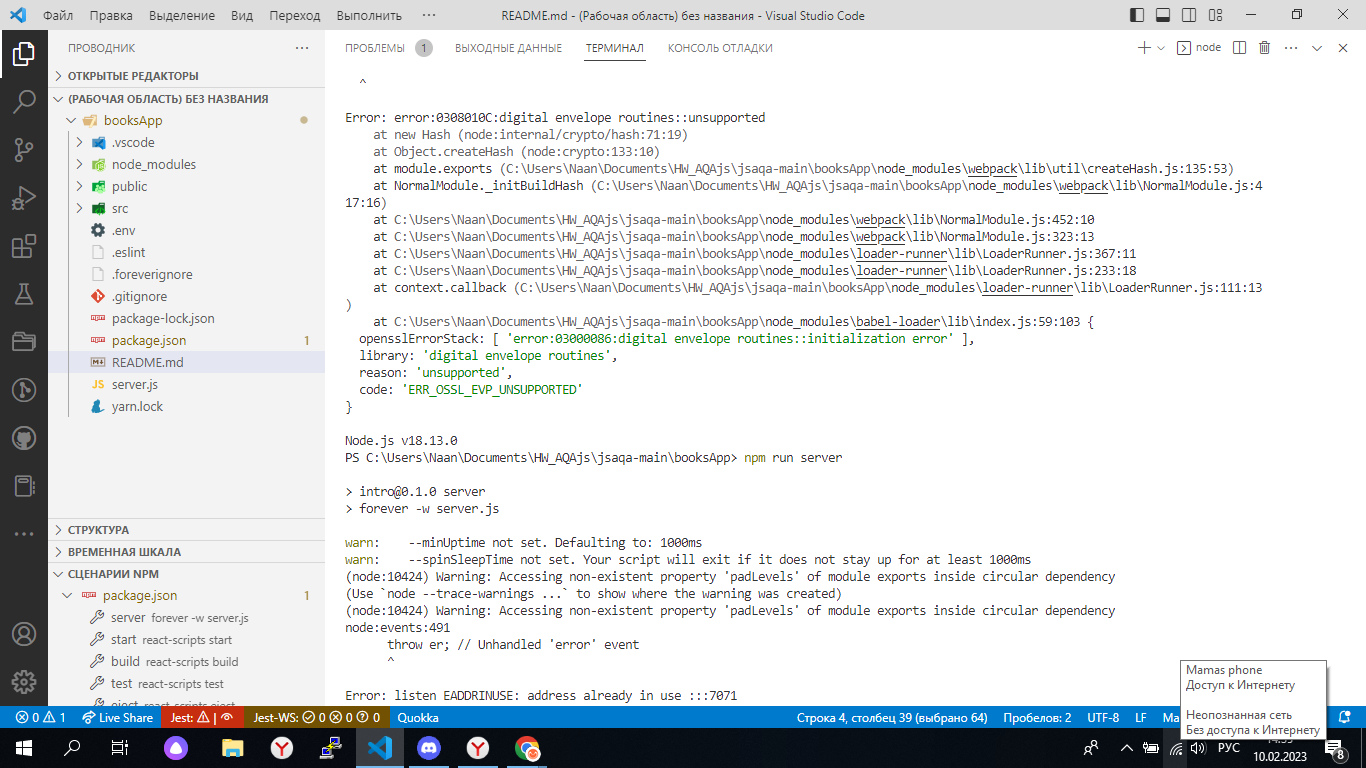 Файл Правка Выделение Вид Переход Выполнить ··· README.md - (Рабочая область) без названия - Visual Studio Code
ПРОВОДНИК
ОТКРЫТЫЕ РЕДАКТОРЫ
(РАБОЧАЯ ОБЛАСТЬ) БЕЗ НАЗВАНИЯ
booksApp
.vscode
node_modules
public
src
.env
.eslint
.foreverignore
.gitignore
package-lock.json
package.json 1
README.md
JS server.js
yarn.lock
СТРУКТУРА
ВРЕМЕННАЯ ШКАЛА
СЦЕНАРИИ NPM
package.json 1
server forever -w server.js
start react-scripts start
build react-scripts build
test react-scripts test
eject react-scripts eject
ПРОБЛЕМЫ 1 ВЫХОДНЫЕ ДАННЫЕ ТЕРМИНАЛ КОНСОЛЬ ОТЛАДКИ node
^
Error: error:0308010C:digital envelope routines::unsupported
at new Hash (node:internal/crypto/hash:71:19)
at Object.createHash (node:crypto:133:10)
at module.exports (C:\Users\Naan\Documents\HW_AQAjs\jsaqa-main\booksApp\node_modules\webpack\lib\util\createHash.js:135:53)
at NormalModule._initBuildHash (C:\Users\Naan\Documents\HW_AQAjs\jsaqa-main\booksApp\node_modules\webpack\lib\NormalModule.js:4
17:16)
at C:\Users\Naan\Documents\HW_AQAjs\jsaqa-main\booksApp\node_modules\webpack\lib\NormalModule.js:452:10
at C:\Users\Naan\Documents\HW_AQAjs\jsaqa-main\booksApp\node_modules\webpack\lib\NormalModule.js:323:13
at C:\Users\Naan\Documents\HW_AQAjs\jsaqa-main\booksApp\node_modules\loader-runner\lib\LoaderRunner.js:367:11
at C:\Users\Naan\Documents\HW_AQAjs\jsaqa-main\booksApp\node_modules\loader-runner\lib\LoaderRunner.js:233:18
at context.callback (C:\Users\Naan\Documents\HW_AQAjs\jsaqa-main\booksApp\node_modules\loader-runner\lib\LoaderRunner.js:111:13
)
at C:\Users\Naan\Documents\HW_AQAjs\jsaqa-main\booksApp\node_modules\babel-loader\lib\index.js:59:103 {
opensslErrorStack: [ 'error:03000086:digital envelope routines::initialization error' ],
library: 'digital envelope routines',
reason: 'unsupported',
code: 'ERR_OSSL_EVP_UNSUPPORTED'
}
Node.js v18.13.0
PS C:\Users\Naan\Documents\HW_AQAjs\jsaqa-main\booksApp> npm run server
> intro@0.1.0 server
> forever -w server.js
warn: --minUptime not set. Defaulting to: 1000ms
warn: --spinSleepTime not set. Your script will exit if it does not stay up for at least 1000ms
(node:10424) Warning: Accessing non-existent property 'padLevels' of module exports inside circular dependency
(Use `node --trace-warnings ...` to show where the warning was created)
(node:10424) Warning: Accessing non-existent property 'padLevels' of module exports inside circular dependency
node:events:491
throw er; // Unhandled 'error' event
^
Error: listen EADDRINUSE: address already in use :::7071
Mamas phone
Доступ к Интернету
Неопознанная сеть
Без доступа к Интернету
0 1 Live Share Jest: Jest-WS: 0 0 0 Quokka Строка 4, столбец 39 (выбрано 64) Пробелов: 2 UTF-8 LF
РУС
10.02.2023
8